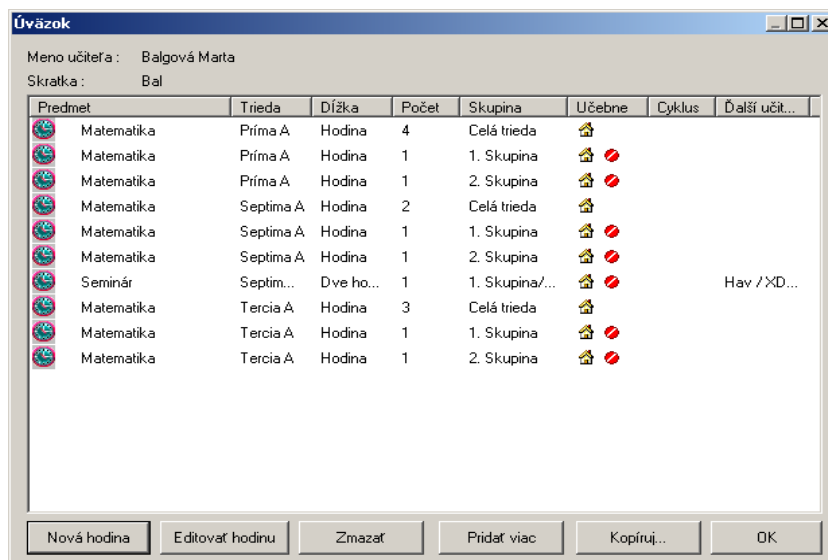 Úväzok
Meno učiteľa : Balgová Marta
Skratka : Bal
Predmet Trieda Dĺžka Počet Skupina Učebne Cyklus Ďalší učit...
Matematika Príma A Hodina 4 Celá trieda
Matematika Príma A Hodina 1 1. Skupina
Matematika Príma A Hodina 1 2. Skupina
Matematika Septima A Hodina 2 Celá trieda
Matematika Septima A Hodina 1 1. Skupina
Matematika Septima A Hodina 1 2. Skupina
Seminár Septim... Dve ho... 1 1. Skupina/... Hav / XD...
Matematika Tercia A Hodina 3 Celá trieda
Matematika Tercia A Hodina 1 1. Skupina
Matematika Tercia A Hodina 1 2. Skupina
Nová hodina Editovať hodinu Zmazať Pridať viac Kopíruj... OK